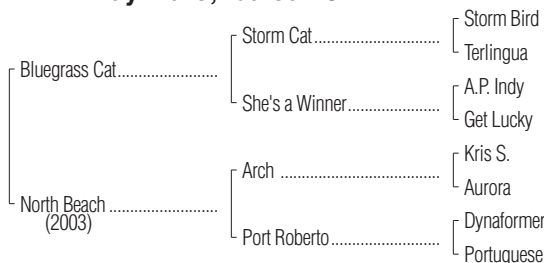 Storm Bird
Storm Cat
Terlingua
Bluegrass Cat
A.P. Indy
She's a Winner
Get Lucky
Kris S.
Arch
Aurora
North Beach
(2003)
Dynaformer
Port Roberto
Portuguese